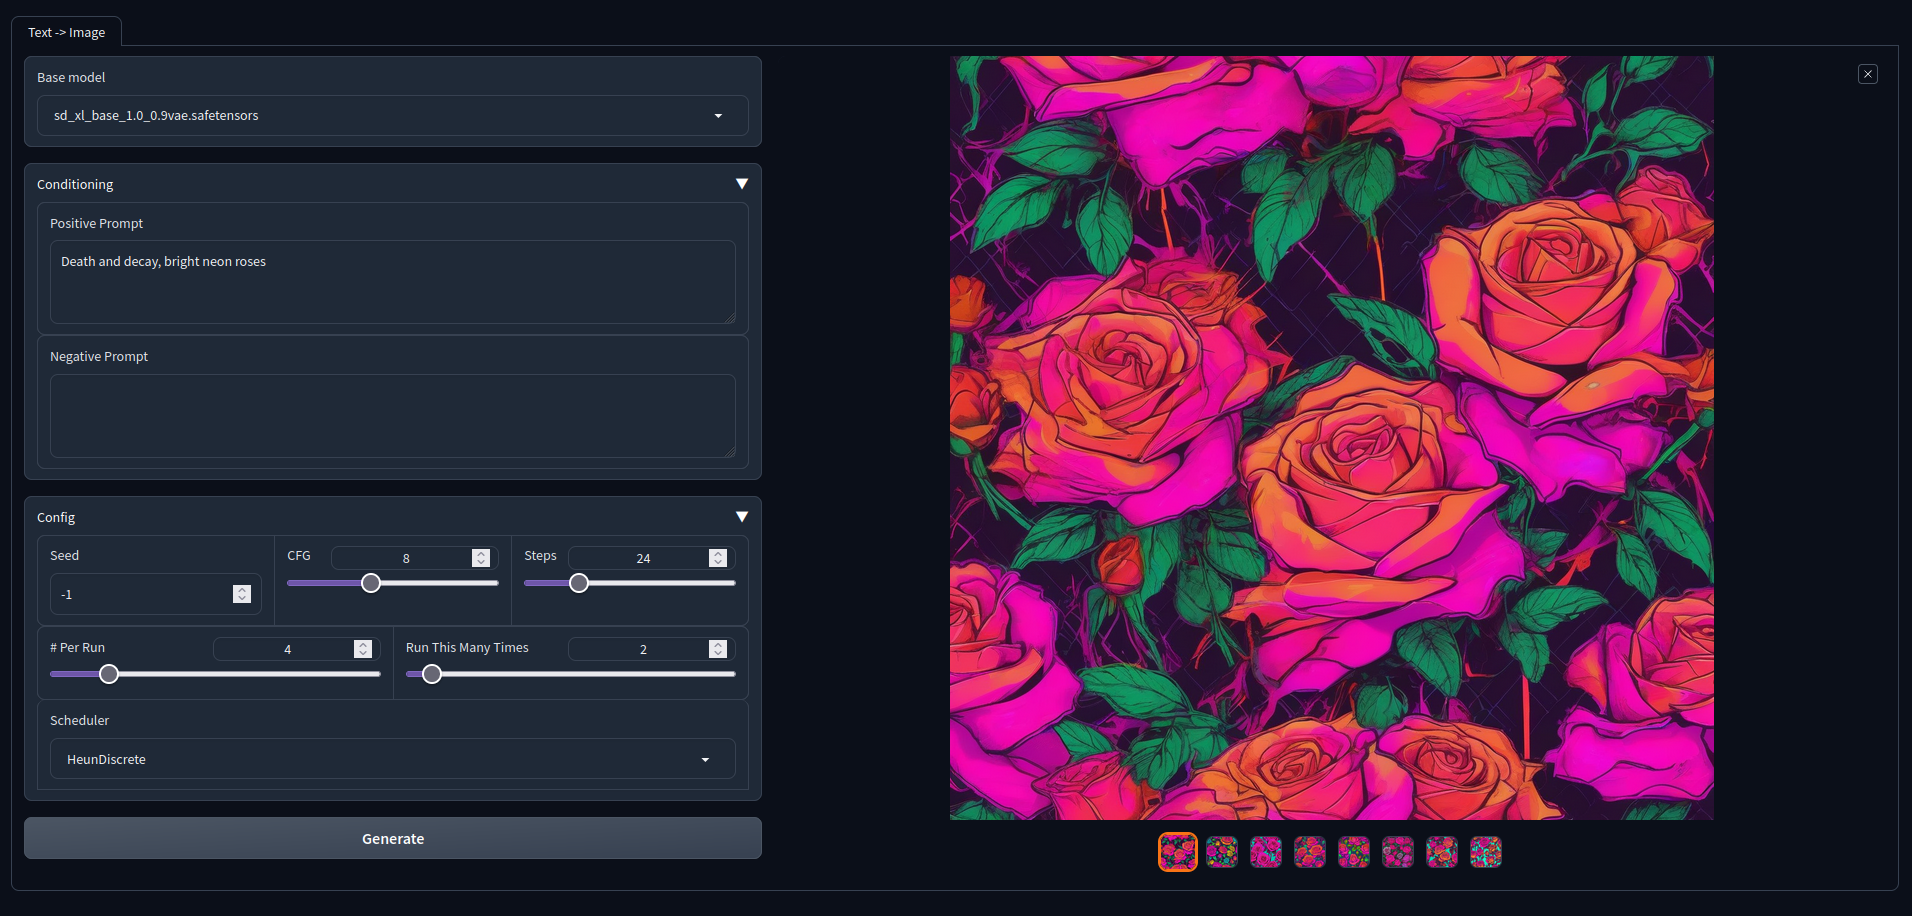 Text -> Image
Base model
sd_xl_base_1.0_0.9vae.safetensors
Conditioning
Positive Prompt
Death and decay, bright neon roses
Negative Prompt
Config
Seed
-1
CFG
8
Steps
24
# Per Run
4
Run This Many Times
2
Scheduler
HeunDiscrete
Generate